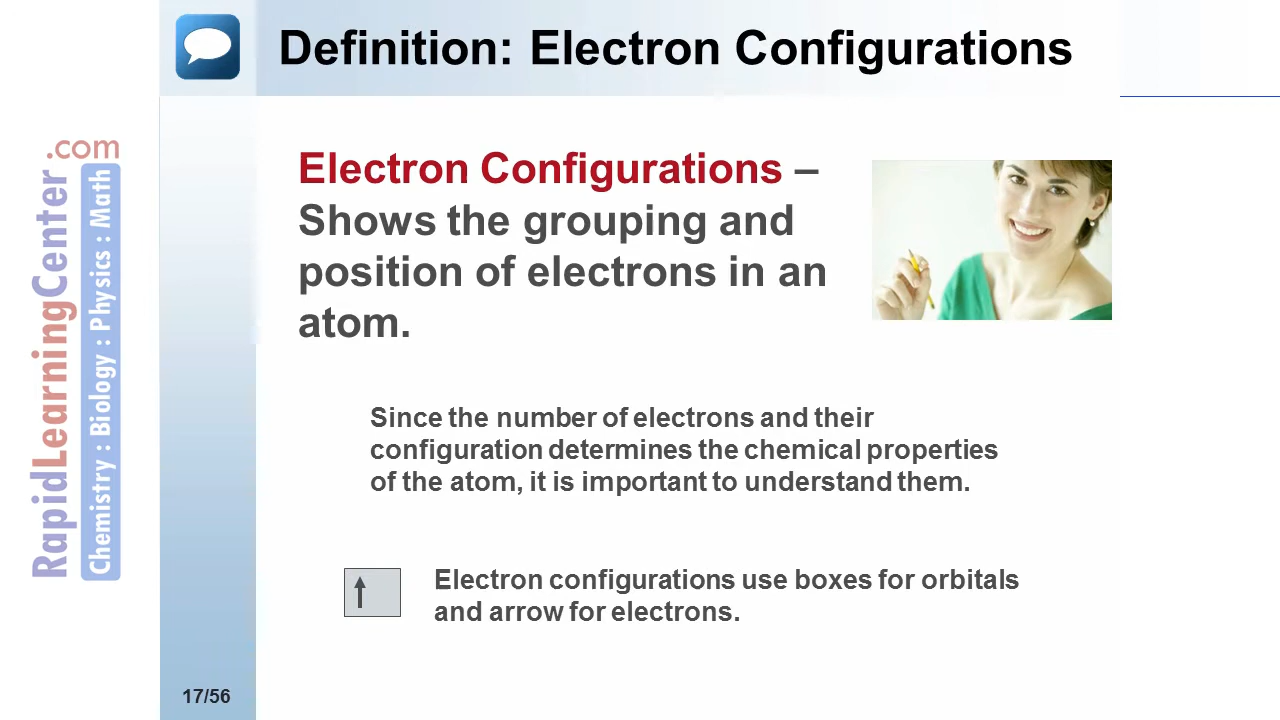 Definition: Electron Configurations
Electron Configurations –
Shows the grouping and
position of electrons in an
atom.
Since the number of electrons and their
configuration determines the chemical properties
of the atom, it is important to understand them.
Electron configurations use boxes for orbitals
and arrow for electrons.
RapidLearningCenter.com
Chemistry : Biology : Physics : Math
17/56